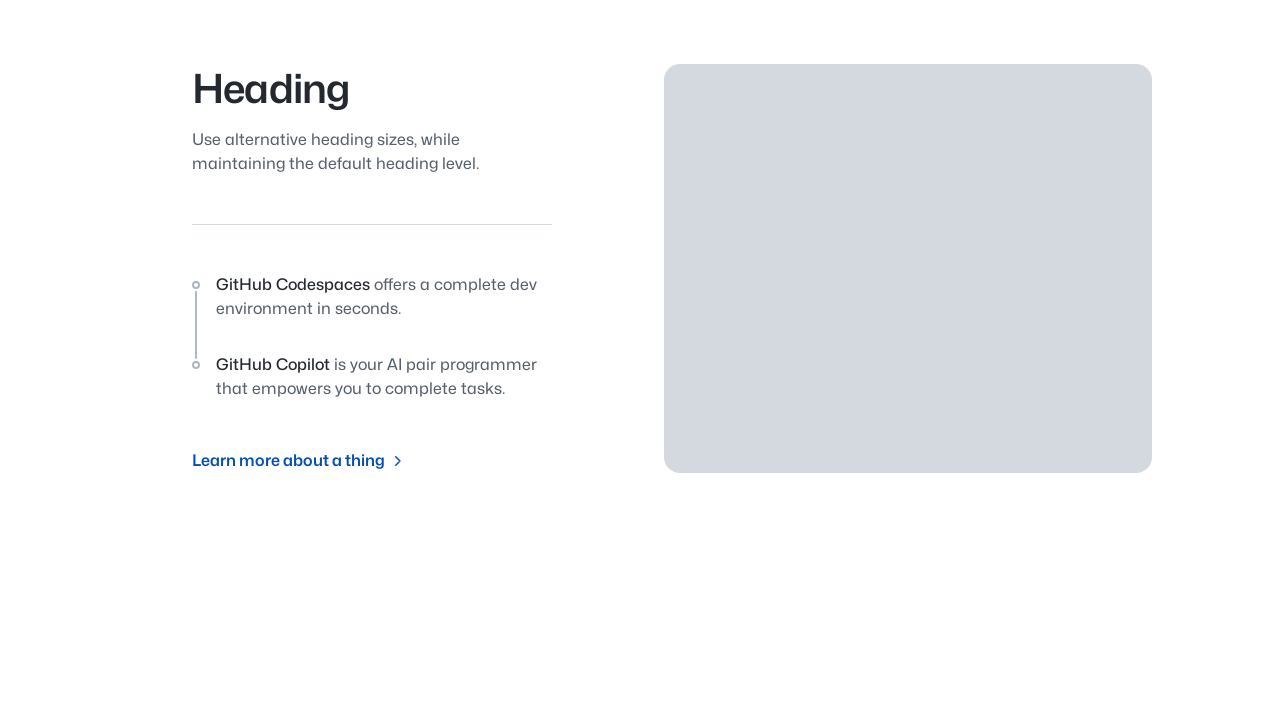 Heading
Use alternative heading sizes, while
maintaining the default heading level.
GitHub Codespaces offers a complete dev
environment in seconds.
GitHub Copilot is your AI pair programmer
that empowers you to complete tasks.
Learn more about a thing